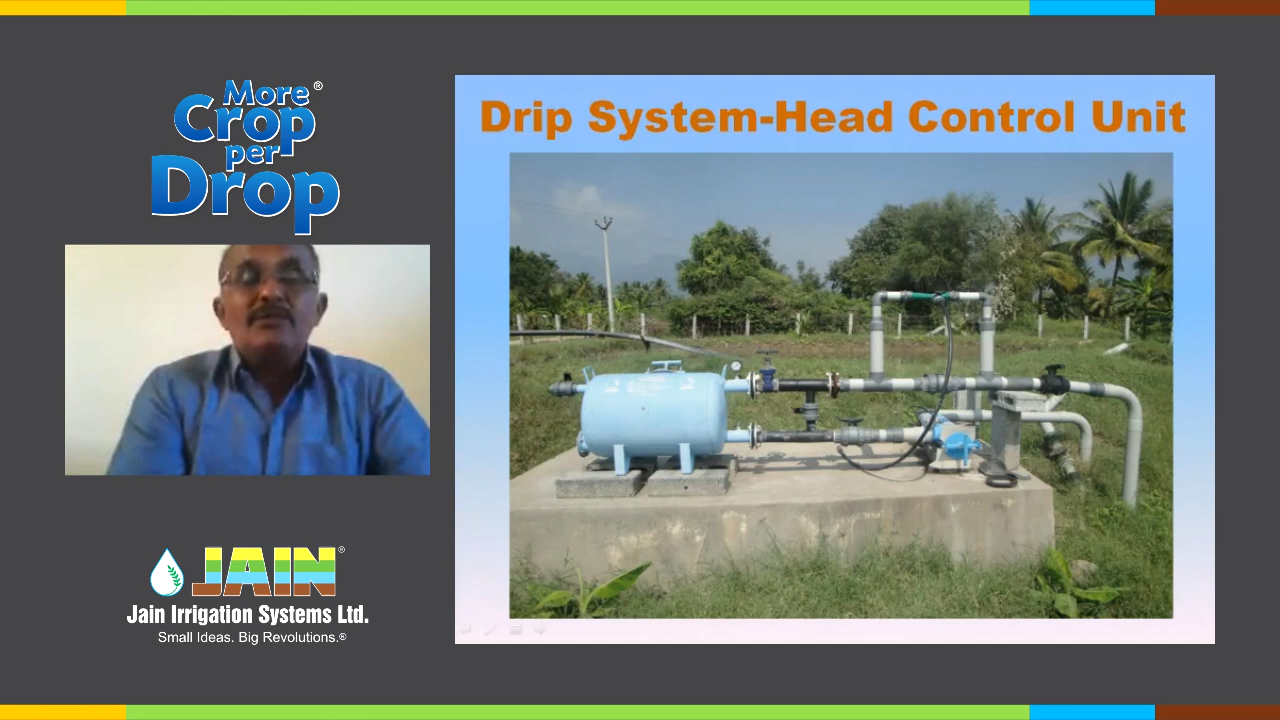 More®
Crop
per
Drop
Drip System-Head Control Unit
JAIN®
Jain Irrigation Systems Ltd.
Small Ideas. Big Revolutions.®